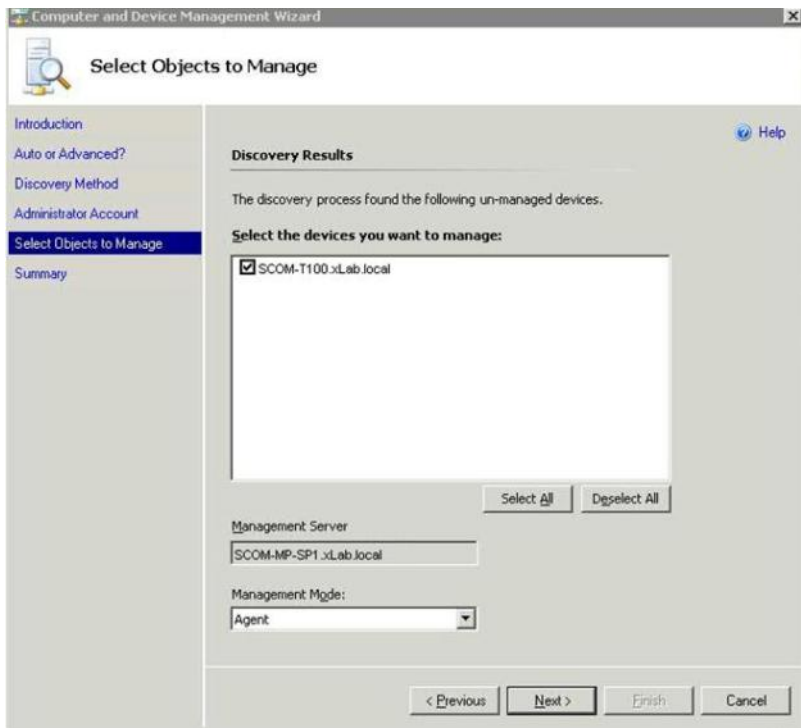 Computer and Device Management Wizard
Select Objects to Manage
Introduction
Auto or Advanced?
Discovery Method
Administrator Account
Select Objects to Manage
Summary
Help
Discovery Results
The discovery process found the following un-managed devices.
Select the devices you want to manage:
SCOM-T100.xLab.local
Select All
Deselect All
Management Server
SCOM-MP-SP1.xLab.local
Management Mode:
Agent
< Previous
Next >
Finish
Cancel